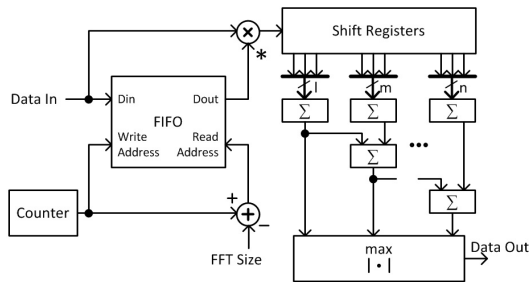 Shift Registers
*
Data In
Din
Dout
FIFO
Write
Address
Read
Address
l
m
n
Σ
Σ
Σ
Σ
•••
Σ
Counter
+
+
−
FFT Size
max
| • |
Data Out